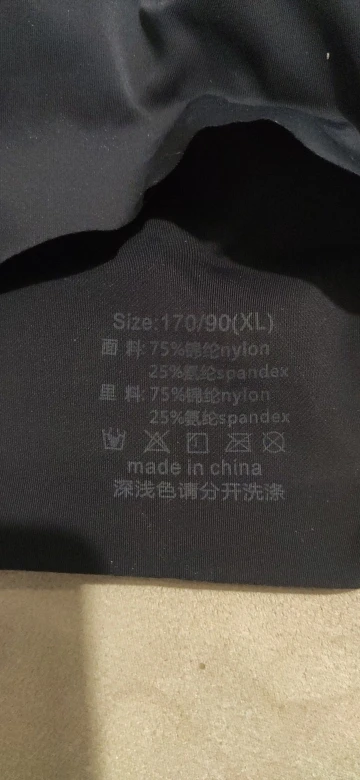 Size:170/90(XL)
面 料: 75%锦纶nylon
25%氨纶spandex
里 料: 75%锦纶nylon
25%氨纶spandex
made in china
深浅色请分开洗涤